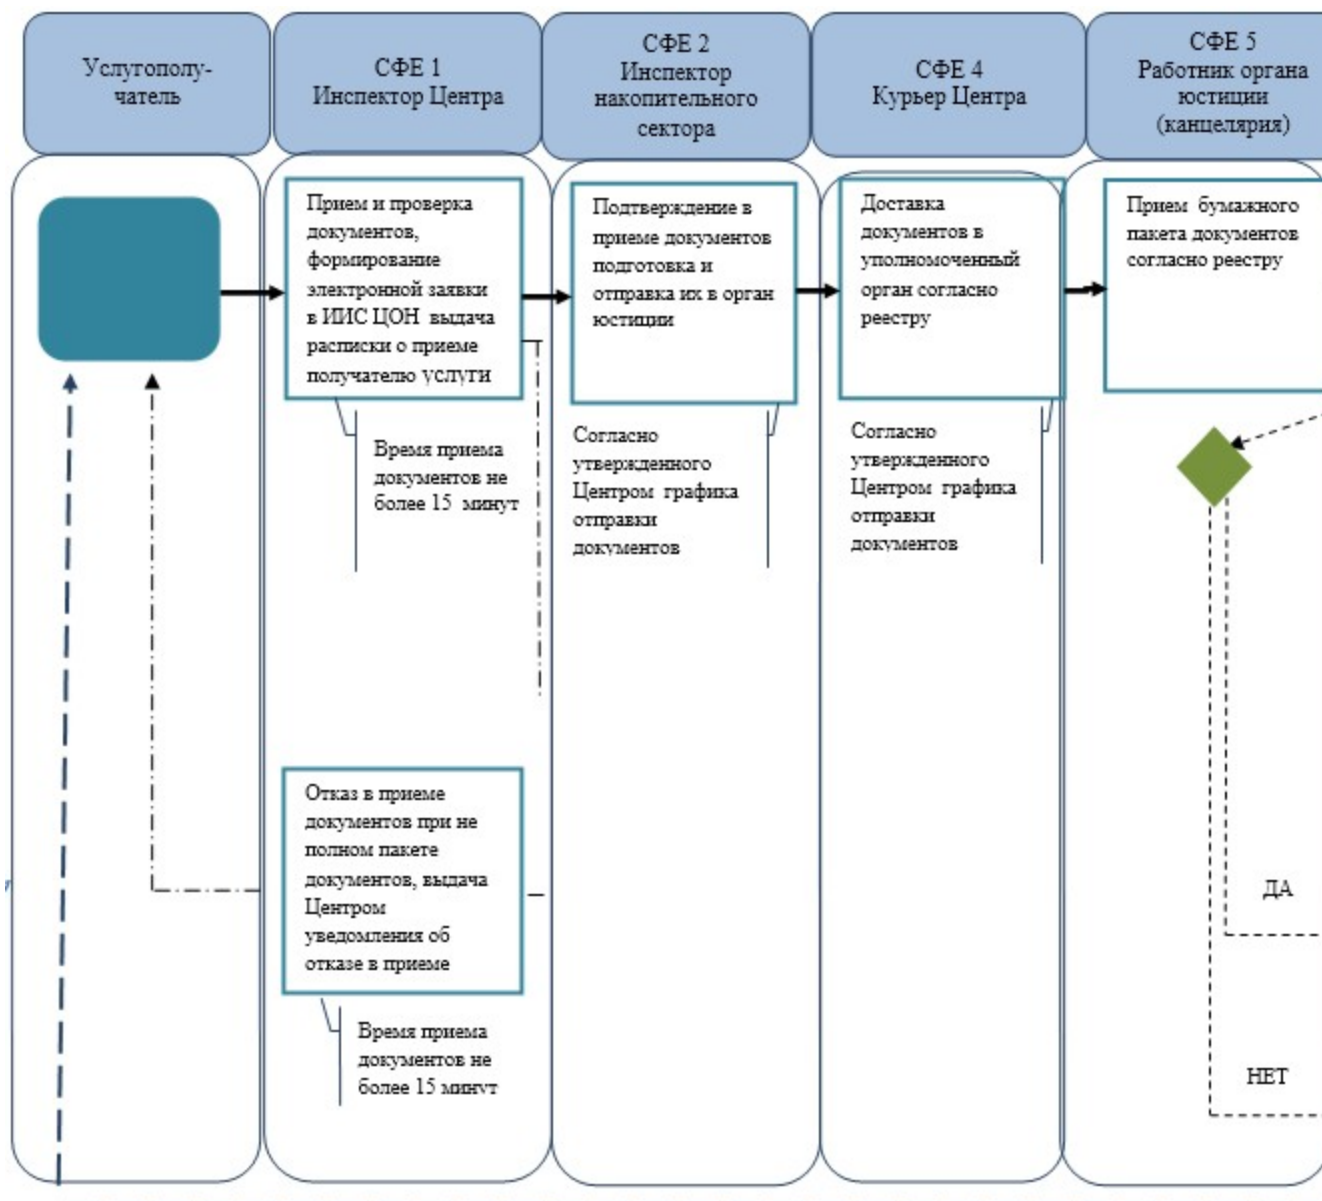 Услугополу-
чатель
СФЕ 1
Инспектор Центра
СФЕ 2
Инспектор
накопительного
сектора
СФЕ 4
Курьер Центра
СФЕ 5
Работник органа
юстиции
(канцелярия)
Прием и проверка
документов,
формирование
электронной заявки
в ИИС ЦОН выдача
расписки о приеме
получателю услуги
Подтверждение в
приеме документов
подготовка и
отправка их в орган
юстиции
Доставка
документов в
уполномоченный
орган согласно
реестру
Прием бумажного
пакета документов
согласно реестру
Время приема
документов не
более 15 минут
Согласно
утвержденного
Центром графика
отправки
документов
Согласно
утвержденного
Центром графика
отправки
документов
Отказ в приеме
документов при не
полном пакете
документов, выдача
Центром
уведомления об
отказе в приеме
Время приема
документов не
более 15 минут
ДА
НЕТ